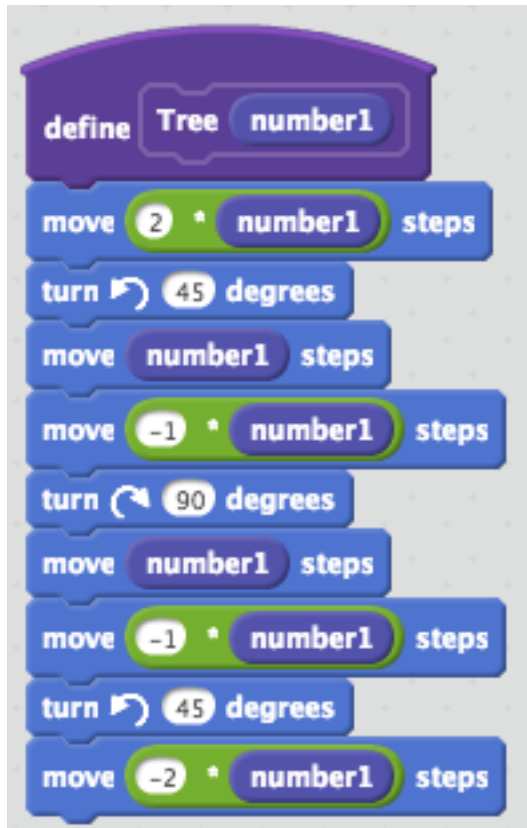 define Tree number1
move 2 * number1 steps
turn 45 degrees
move number1 steps
move -1 * number1 steps
turn 90 degrees
move number1 steps
move -1 * number1 steps
turn 45 degrees
move -2 * number1 steps